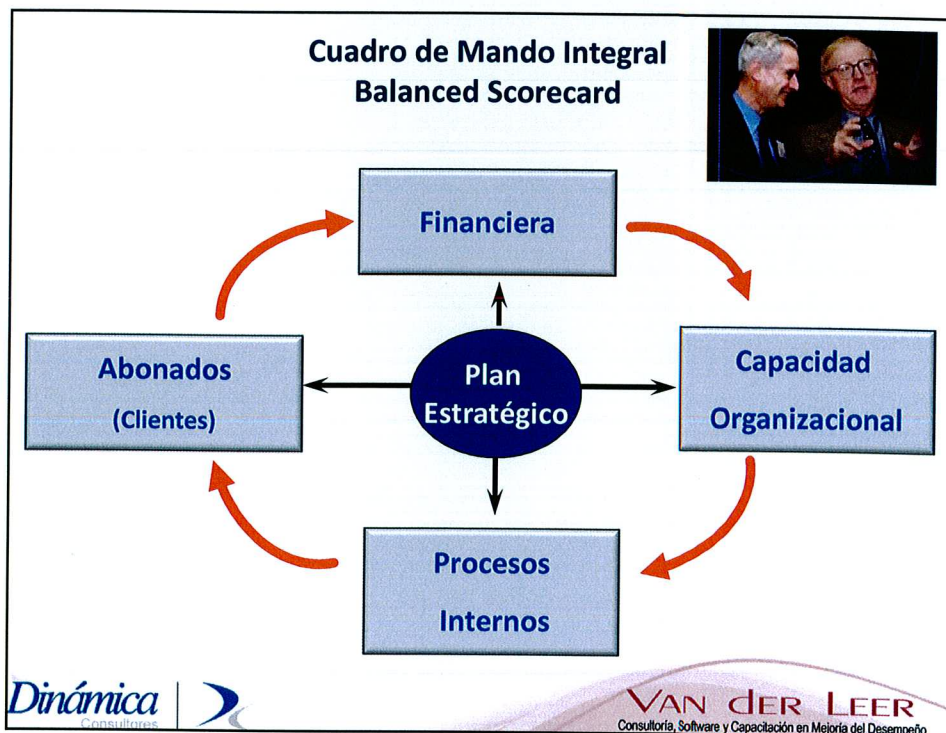 Cuadro de Mando Integral
Balanced Scorecard
Financiera
Abonados
(Clientes)
Plan
Estratégico
Capacidad
Organizacional
Procesos
Internos
Dinámica
Consultores
VAN dER LEER
Consultoría, Software y Capacitación en Mejoría del Desempeño